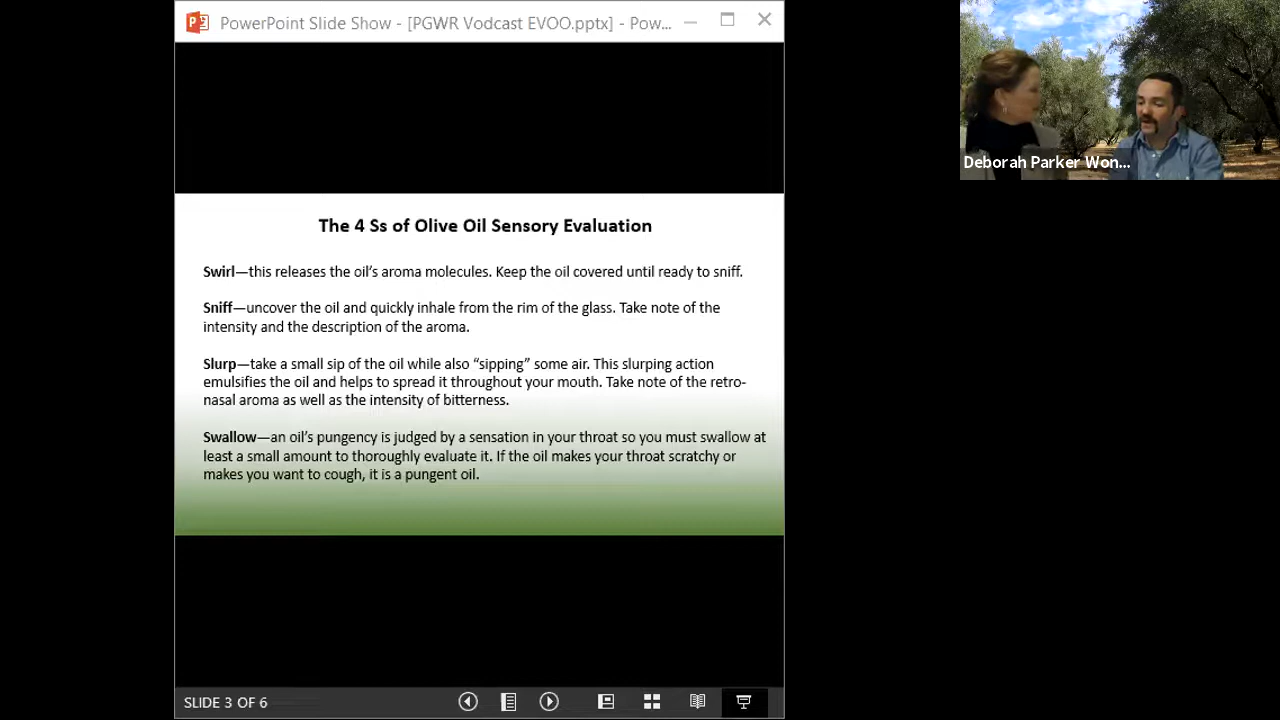 PowerPoint Slide Show - [PGWR Vodcast EVOO.pptx] - Pow...
Deborah Parker Won...
The 4 Ss of Olive Oil Sensory Evaluation
Swirl—this releases the oil's aroma molecules. Keep the oil covered until ready to sniff.
Sniff—uncover the oil and quickly inhale from the rim of the glass. Take note of the
intensity and the description of the aroma.
Slurp—take a small sip of the oil while also “sipping” some air. This slurping action
emulsifies the oil and helps to spread it throughout your mouth. Take note of the retro-
nasal aroma as well as the intensity of bitterness.
Swallow—an oil's pungency is judged by a sensation in your throat so you must swallow at
least a small amount to thoroughly evaluate it. If the oil makes your throat scratchy or
makes you want to cough, it is a pungent oil.
SLIDE 3 OF 6